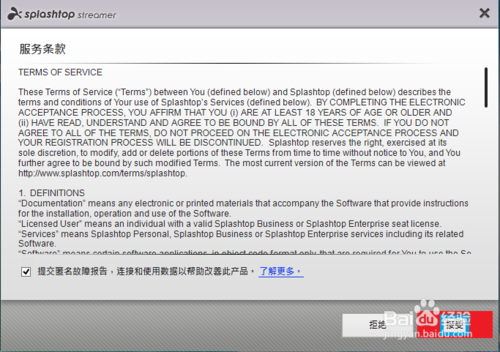 splashtop streamer
服务条款
TERMS OF SERVICE
These Terms of Service ("Terms") between You (defined below) and Splashtop (defined below) describes the
terms and conditions of Your use of Splashtop's Services (defined below). BY COMPLETING THE ELECTRONIC
ACCEPTANCE PROCESS, YOU AFFIRM THAT YOU (i) ARE AT LEAST 18 YEARS OF AGE OR OLDER AND
(ii) HAVE READ, UNDERSTAND AND AGREE TO BE BOUND BY ALL OF THESE TERMS. IF YOU DO NOT
AGREE TO ALL OF THE TERMS, DO NOT PROCEED ON THE ELECTRONIC ACCEPTANCE PROCESS AND
YOUR REGISTRATION PROCESS WILL BE DISCONTINUED. Splashtop reserves the right, exercised at its
sole discretion, to modify, add or delete portions of these Terms from time to time without notice to You, and You
further agree to be bound by such modified Terms. The most current version of the Terms can be viewed at
http://www.splashtop.com/terms/splashtop.
1. DEFINITIONS
"Documentation" means any electronic or printed materials that accompany the Software that provide instructions
for the installation, operation and use of the Software.
"Licensed User" means an individual with a valid Splashtop Business or Splashtop Enterprise seat license.
"Services" means Splashtop Personal, Splashtop Business or Splashtop Enterprise services including its related
Software.
"Software" means certain software applications, in object code format only, that are required for You to use the Se
提交匿名故障报告，连接和使用数据以帮助改善此产品。 了解更多。
拒绝
接受
Baidu 经验
jingyan.baidu.com